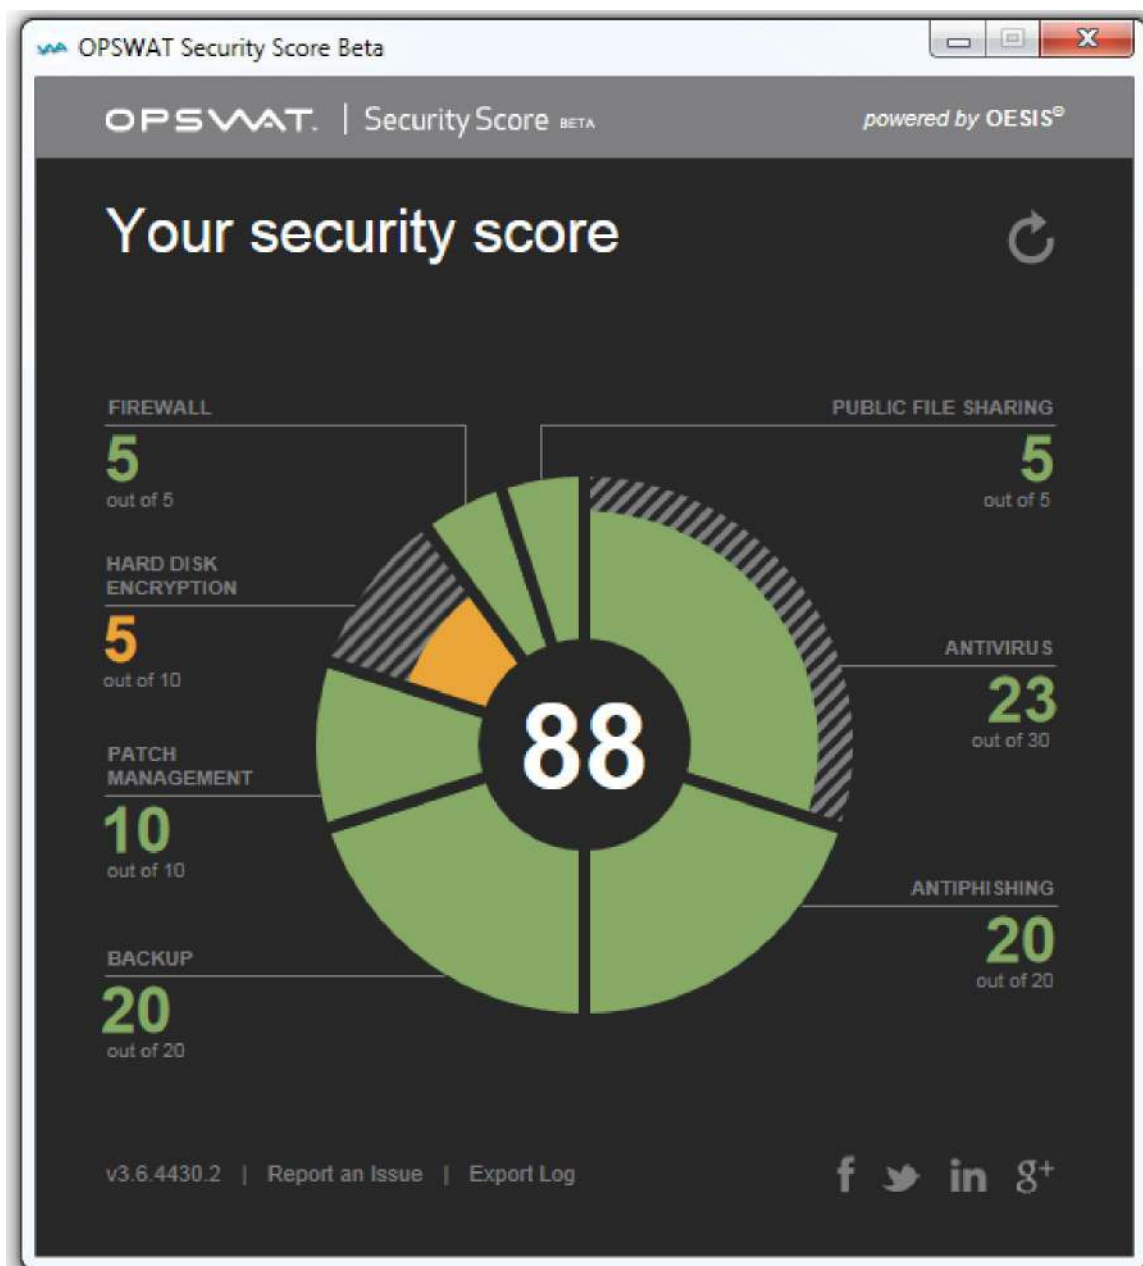 OPSWAT Security Score Beta
OPSWAT. | Security Score BETA
powered by OESIS®
Your security score
FIREWALL
5
out of 5
PUBLIC FILE SHARING
5
out of 5
HARD DISK
ENCRYPTION
5
out of 10
ANTIVIRUS
23
out of 30
88
PATCH
MANAGEMENT
10
out of 10
ANTIPHISHING
20
out of 20
BACKUP
20
out of 20
v3.6.4430.2 | Report an Issue | Export Log
f in g+